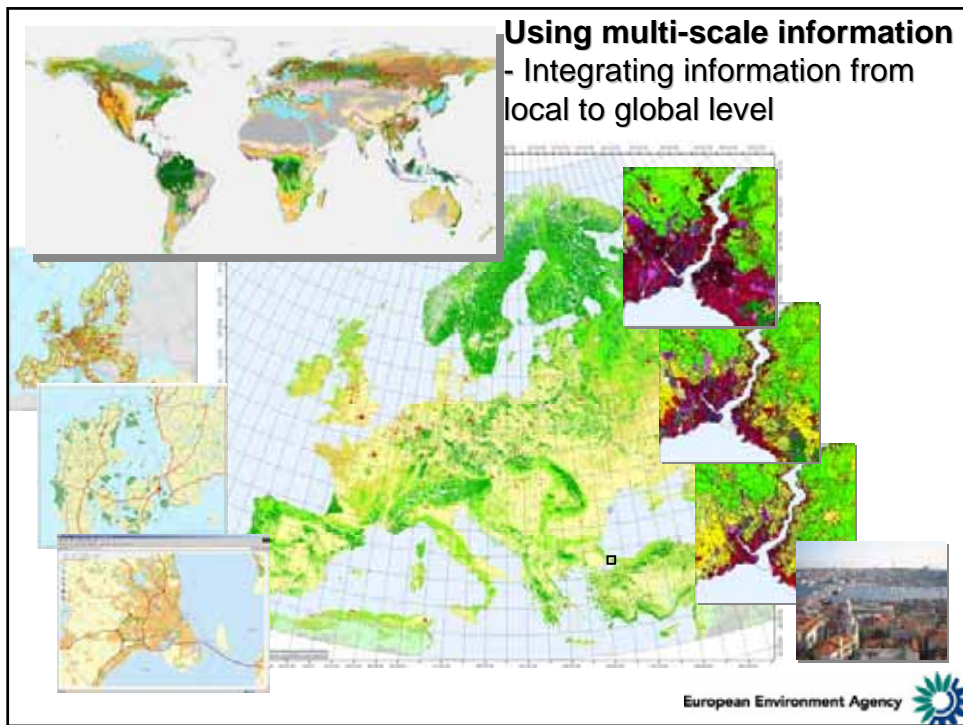 Using multi-scale information
- Integrating information from
local to global level
European Environment Agency